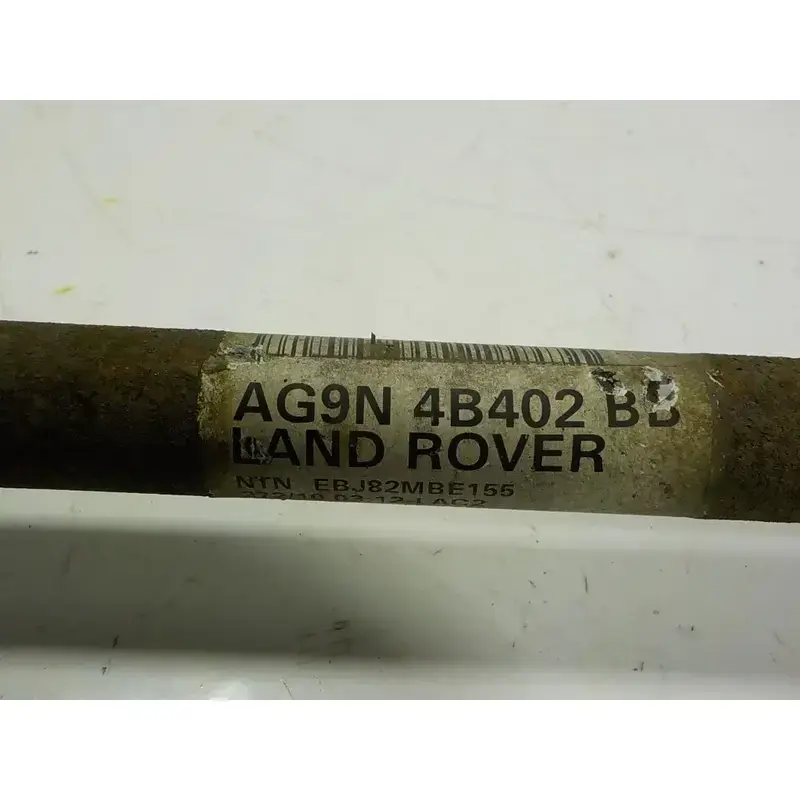 AG9N 4B402 BB
LAND ROVER
NTN EBJ82MBE155